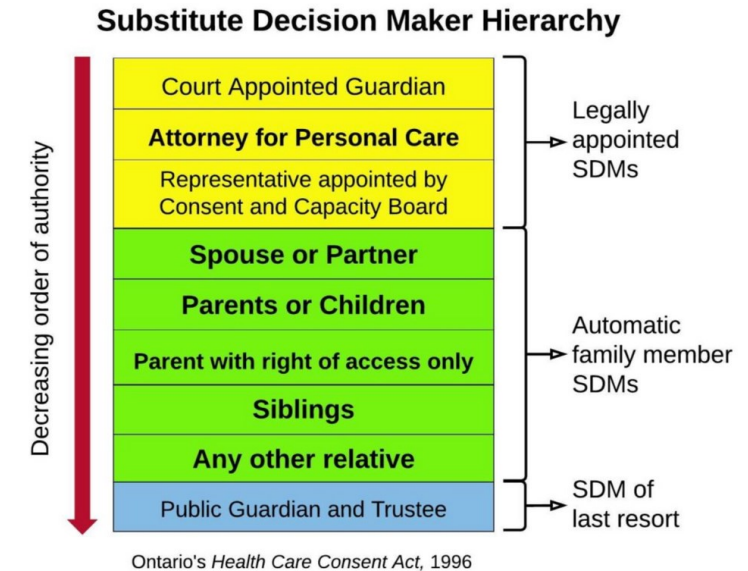 Substitute Decision Maker Hierarchy
Decreasing order of authority
Court Appointed Guardian
Attorney for Personal Care
Representative appointed by
Consent and Capacity Board
Spouse or Partner
Parents or Children
Parent with right of access only
Siblings
Any other relative
Public Guardian and Trustee
Legally
appointed
SDMs
Automatic
family member
SDMs
SDM of
last resort
Ontario's Health Care Consent Act, 1996